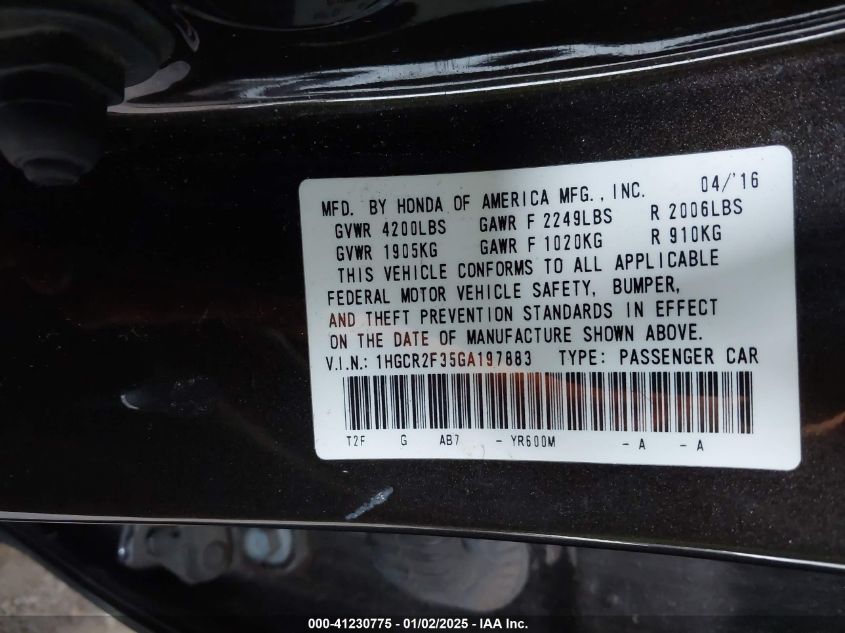 MFD. BY HONDA OF AMERICA MFG., INC. 04/'16
GVWR 4200LBS GAWR F 2249LBS R 2006LBS
GVWR 1905KG GAWR F 1020KG R 910KG
THIS VEHICLE CONFORMS TO ALL APPLICABLE
FEDERAL MOTOR VEHICLE SAFETY, BUMPER,
AND THEFT PREVENTION STANDARDS IN EFFECT
ON THE DATE OF MANUFACTURE SHOWN ABOVE.
V.I.N.: 1HGCR2F35GA197883 TYPE: PASSENGER CAR
T2F G AB7 - YR600M - A - A
000-41230775 - 01/02/2025 - © IAA Inc.